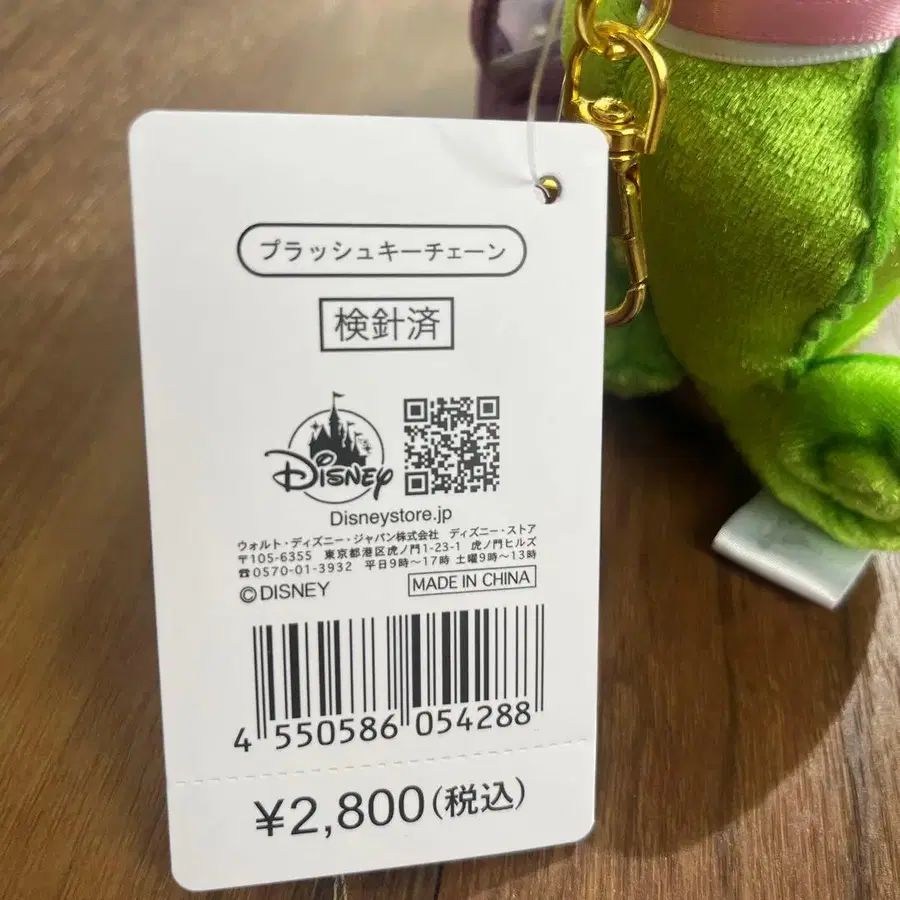 プラッシュキーチェーン
検針済
Disney
Disneystore.jp
ウォルト・ディズニー・ジャパン株式会社 ディズニー・ストア
〒105-6355 東京都港区虎ノ門1-23-1 虎ノ門ヒルズ
☎0570-01-3932 平日9時〜17時 土曜9時〜13時
©DISNEY MADE IN CHINA
4 550586 054288
¥2,800(税込)